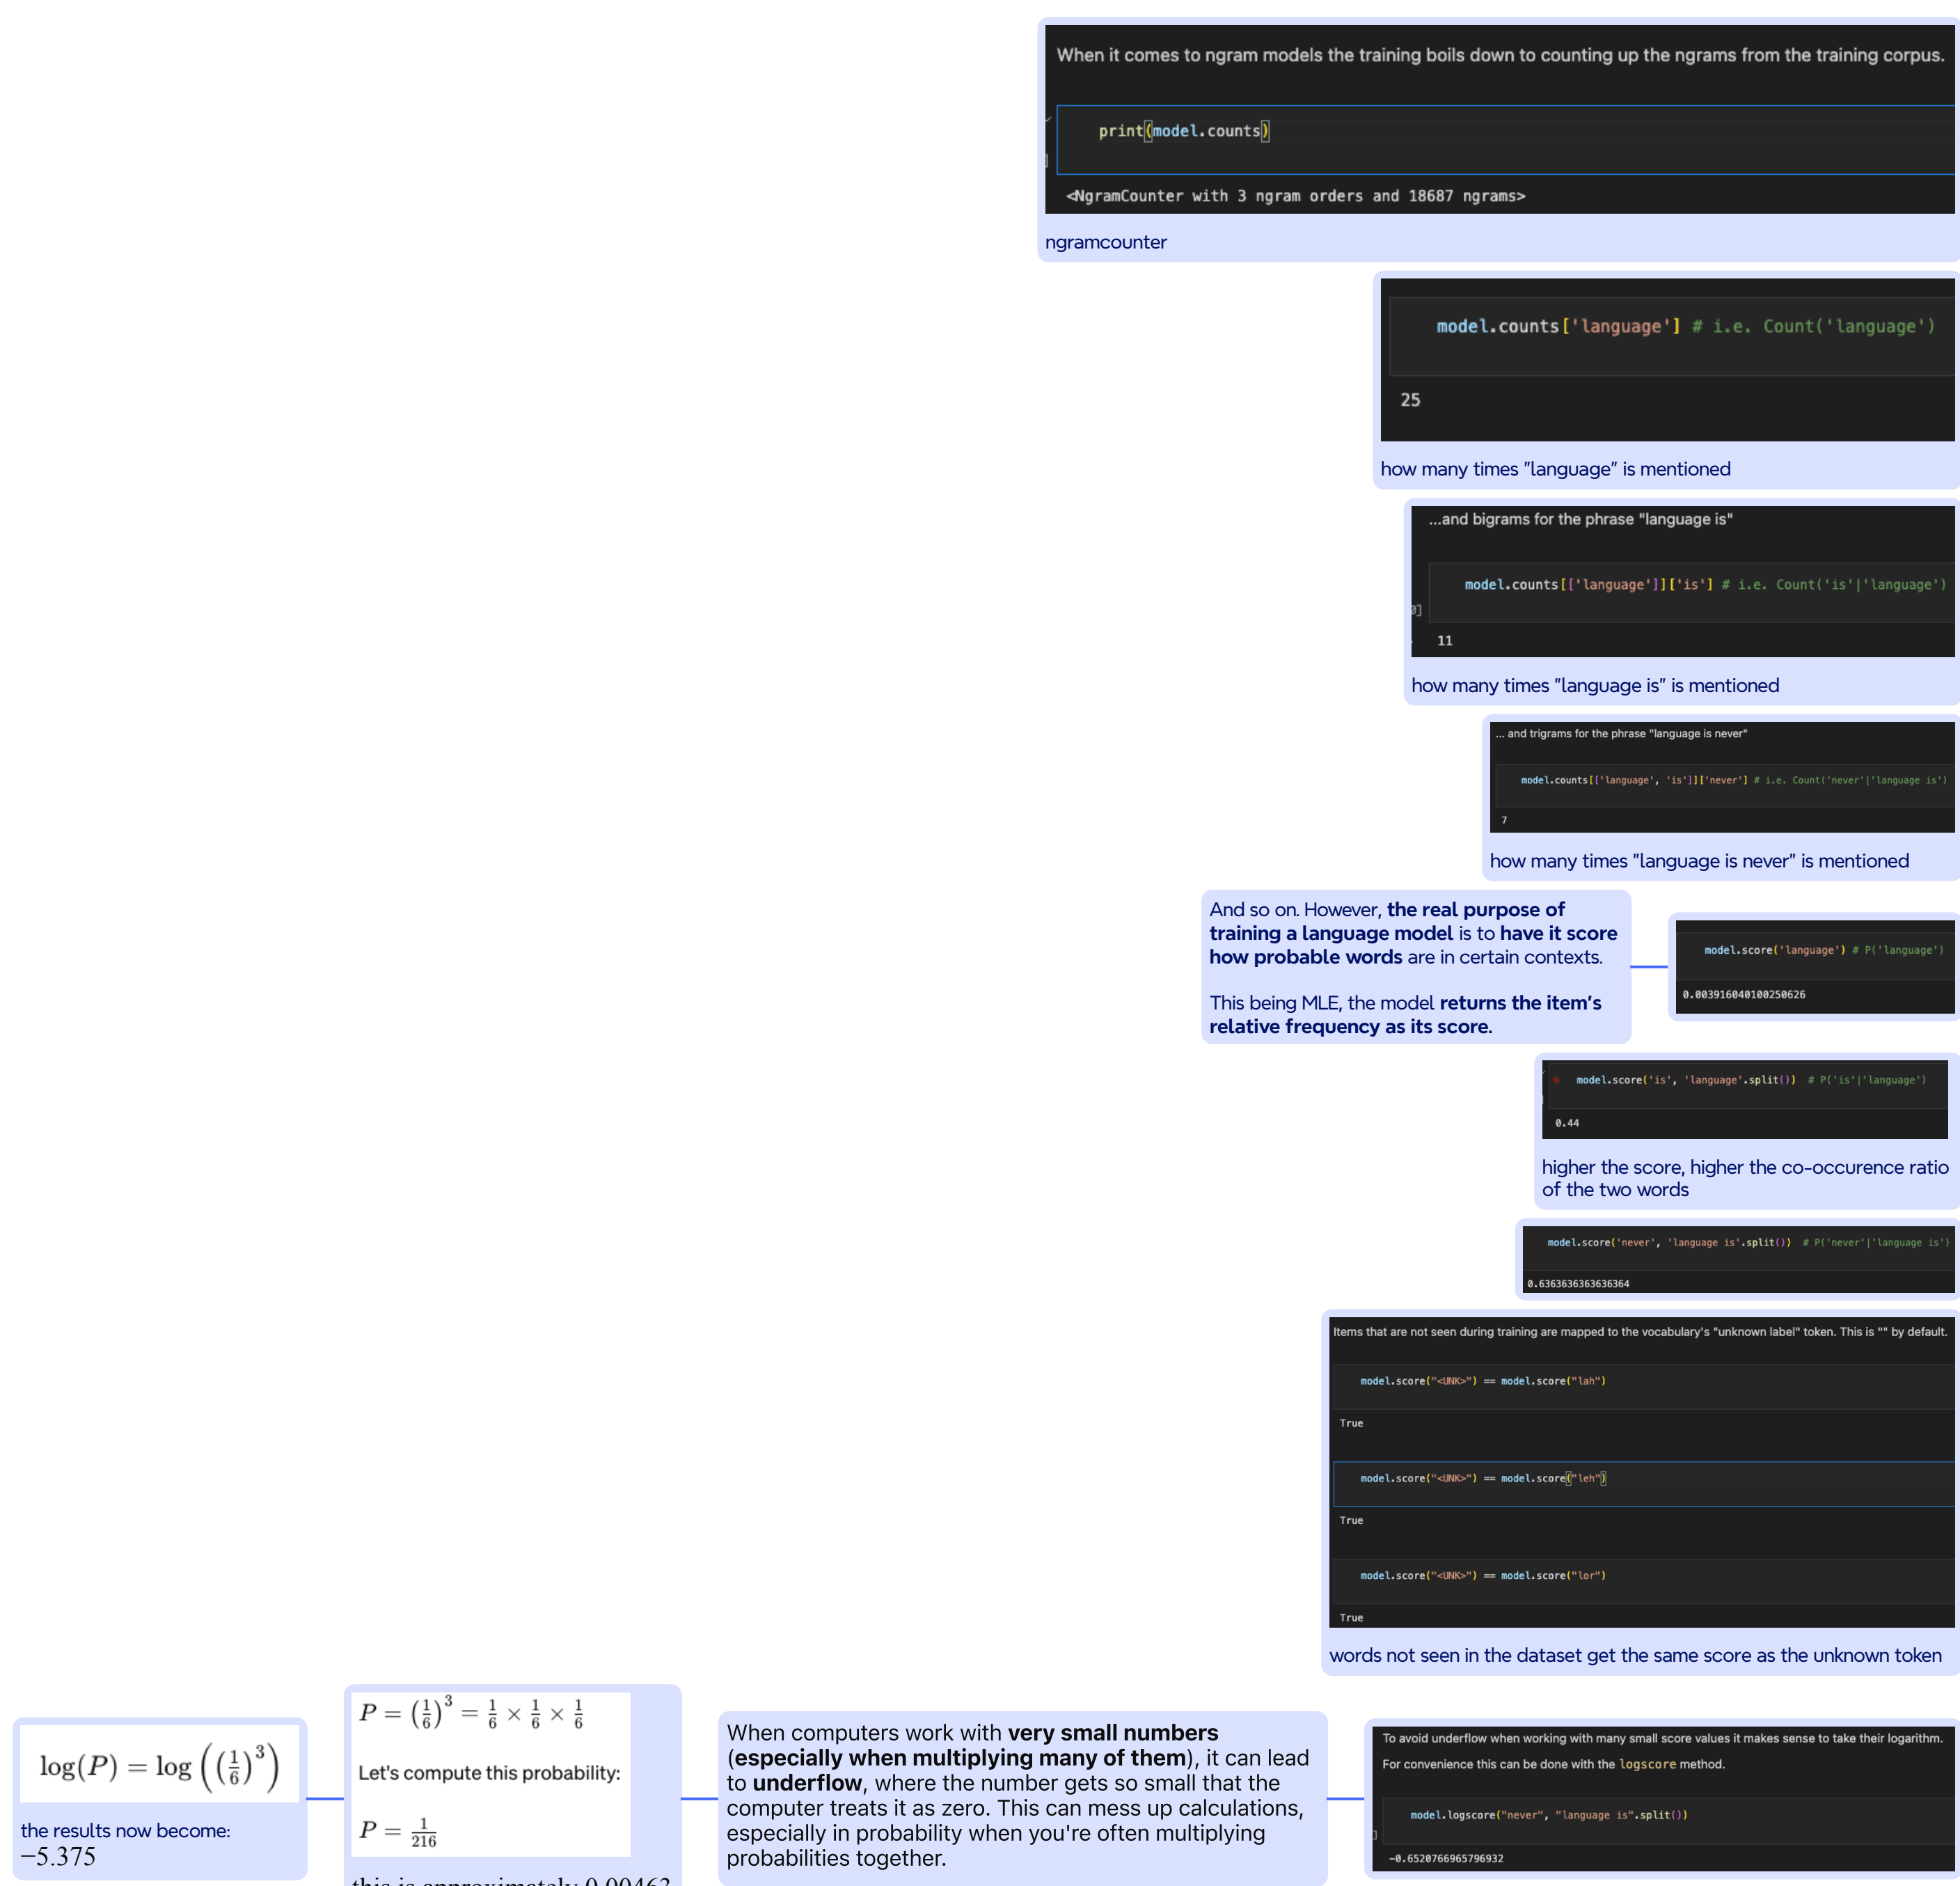 When it comes to ngram models the training boils down to counting up the ngrams from the training corpus.
print(model.counts)
<NgramCounter with 3 ngram orders and 18687 ngrams>
ngramcounter
model.counts['language'] # i.e. Count('language')
25
how many times "language" is mentioned
...and bigrams for the phrase "language is"
model.counts[['language']]['is'] # i.e. Count('is'|'language')
0]
11
how many times "language is" is mentioned
... and trigrams for the phrase "language is never"
model.counts[['language', 'is']]['never'] # i.e. Count('never'|'language is')
7
how many times "language is never" is mentioned
And so on. However, the real purpose of
training a language model is to have it score
how probable words are in certain contexts.
This being MLE, the model returns the item's
relative frequency as its score.
model.score('language') # P('language')
0.003916040100250626
model.score('is', 'language'.split()) # P('is'|'language')
0.44
higher the score, higher the co-occurence ratio
of the two words
model.score('never', 'language is'.split()) # P('never'|'language is')
0.6363636363636364
Items that are not seen during training are mapped to the vocabulary's "unknown label" token. This is "" by default.
model.score("<UNK>") == model.score("lah")
True
model.score("<UNK>") == model.score("leh")
True
model.score("<UNK>") == model.score("lor")
True
words not seen in the dataset get the same score as the unknown token
log(P) = log((1/6)^3)
the results now become:
−5.375
P = (1/6)^3 = 1/6 × 1/6 × 1/6
Let's compute this probability:
P = 1/216
this is approximately 0.00463
When computers work with very small numbers
(especially when multiplying many of them), it can lead
to underflow, where the number gets so small that the
computer treats it as zero. This can mess up calculations,
especially in probability when you're often multiplying
probabilities together.
To avoid underflow when working with many small score values it makes sense to take their logarithm.
For convenience this can be done with the logscore method.
model.logscore("never", "language is".split())
]
-0.6520766965796932